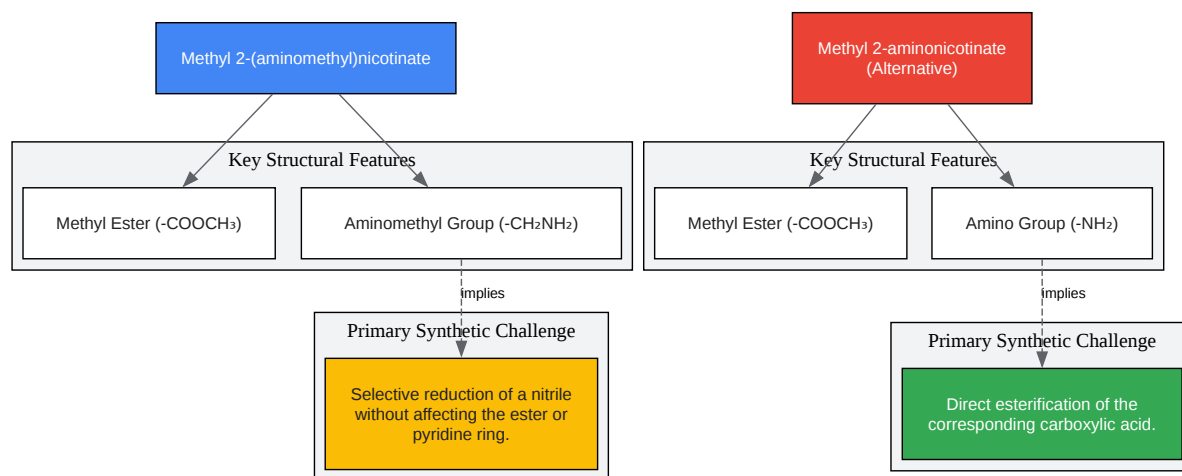 Methyl 2-(aminomethyl)nicotinate
Key Structural Features
Methyl Ester (-COOCH₃)
Aminomethyl Group (-CH₂NH₂)
implies
Primary Synthetic Challenge
Selective reduction of a nitrile
without affecting the ester or
pyridine ring.
Methyl 2-aminonicotinate
(Alternative)
Key Structural Features
Methyl Ester (-COOCH₃)
Amino Group (-NH₂)
implies
Primary Synthetic Challenge
Direct esterification of the
corresponding carboxylic acid.